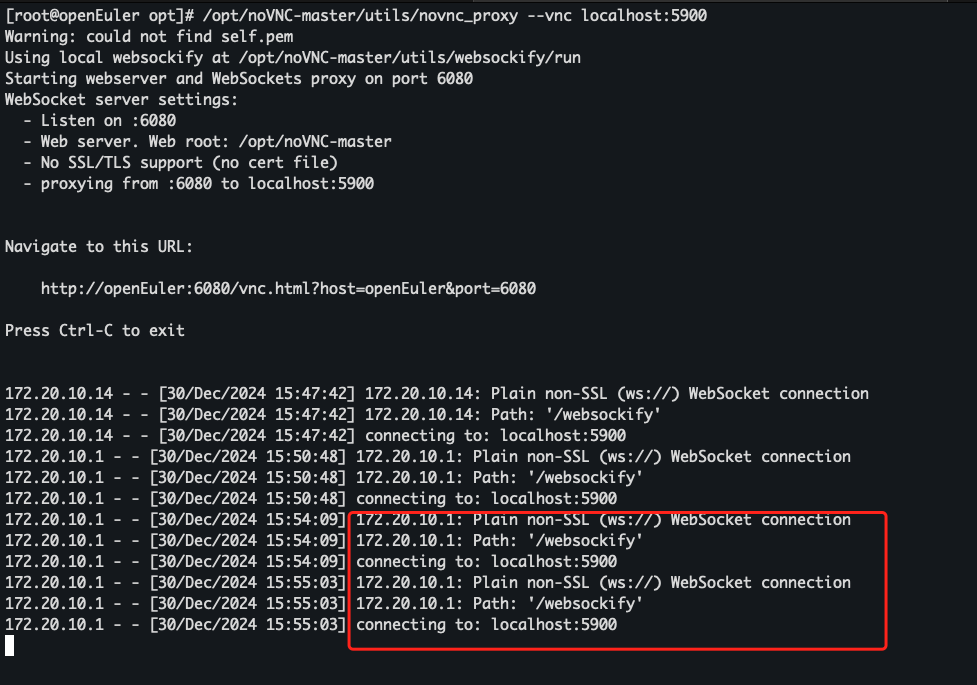 [root@openEuler opt]# /opt/noVNC-master/utils/novnc_proxy --vnc localhost:5900
Warning: could not find self.pem
Using local websockify at /opt/noVNC-master/utils/websockify/run
Starting webserver and WebSockets proxy on port 6080
WebSocket server settings:
  - Listen on :6080
  - Web server. Web root: /opt/noVNC-master
  - No SSL/TLS support (no cert file)
  - proxying from :6080 to localhost:5900
Navigate to this URL:
    http://openEuler:6080/vnc.html?host=openEuler&port=6080
Press Ctrl-C to exit
172.20.10.14 - - [30/Dec/2024 15:47:42] 172.20.10.14: Plain non-SSL (ws://) WebSocket connection
172.20.10.14 - - [30/Dec/2024 15:47:42] 172.20.10.14: Path: '/websockify'
172.20.10.14 - - [30/Dec/2024 15:47:42] connecting to: localhost:5900
172.20.10.1 - - [30/Dec/2024 15:50:48] 172.20.10.1: Plain non-SSL (ws://) WebSocket connection
172.20.10.1 - - [30/Dec/2024 15:50:48] 172.20.10.1: Path: '/websockify'
172.20.10.1 - - [30/Dec/2024 15:50:48] connecting to: localhost:5900
172.20.10.1 - - [30/Dec/2024 15:54:09] 172.20.10.1: Plain non-SSL (ws://) WebSocket connection
172.20.10.1 - - [30/Dec/2024 15:54:09] 172.20.10.1: Path: '/websockify'
172.20.10.1 - - [30/Dec/2024 15:54:09] connecting to: localhost:5900
172.20.10.1 - - [30/Dec/2024 15:55:03] 172.20.10.1: Plain non-SSL (ws://) WebSocket connection
172.20.10.1 - - [30/Dec/2024 15:55:03] 172.20.10.1: Path: '/websockify'
172.20.10.1 - - [30/Dec/2024 15:55:03] connecting to: localhost:5900